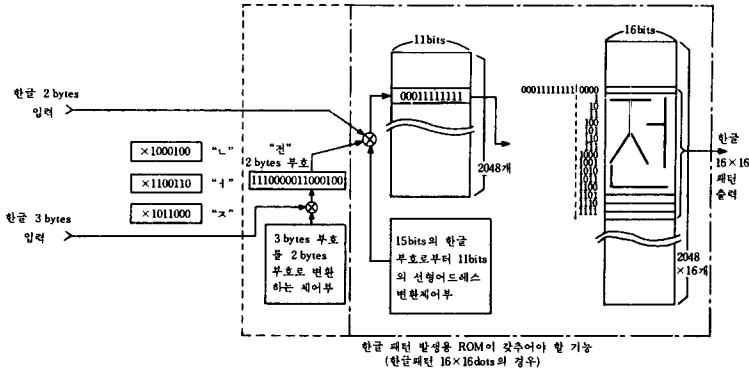 11bits
16bits
한글 2 bytes
입력
00011111111
00011111111 0000
2048개
×1000100 "ㄴ"
×1100110 "ㅓ"
×1011000 "ㅈ"
"전"
2 bytes 부호
1110000011000100
한글
16×16
패턴
출력
한글 3 bytes
입력
3 bytes 부호
를 2 bytes
부호로 변환
하는 제어부
15bits의 한글
부호로부터 11bits
의 선형어드레스
변환제어부
2048
×16개
한글 패턴 발생용 ROM이 갖추어야 할 기능
(한글패턴 16×16dots의 경우)